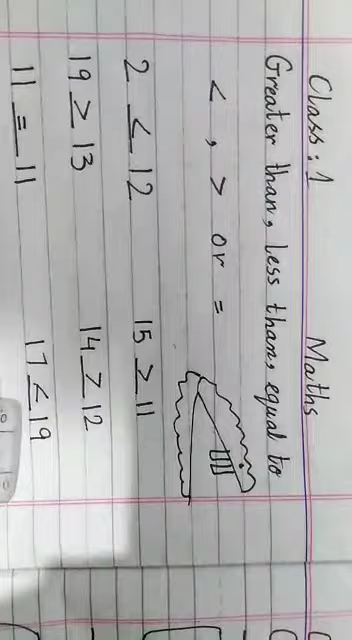 Class: 1 Maths
Greater than, less than, equal to
< , > or =
2 < 12 15 > 11
19 > 13 14 > 12
11 = 11 17 < 19